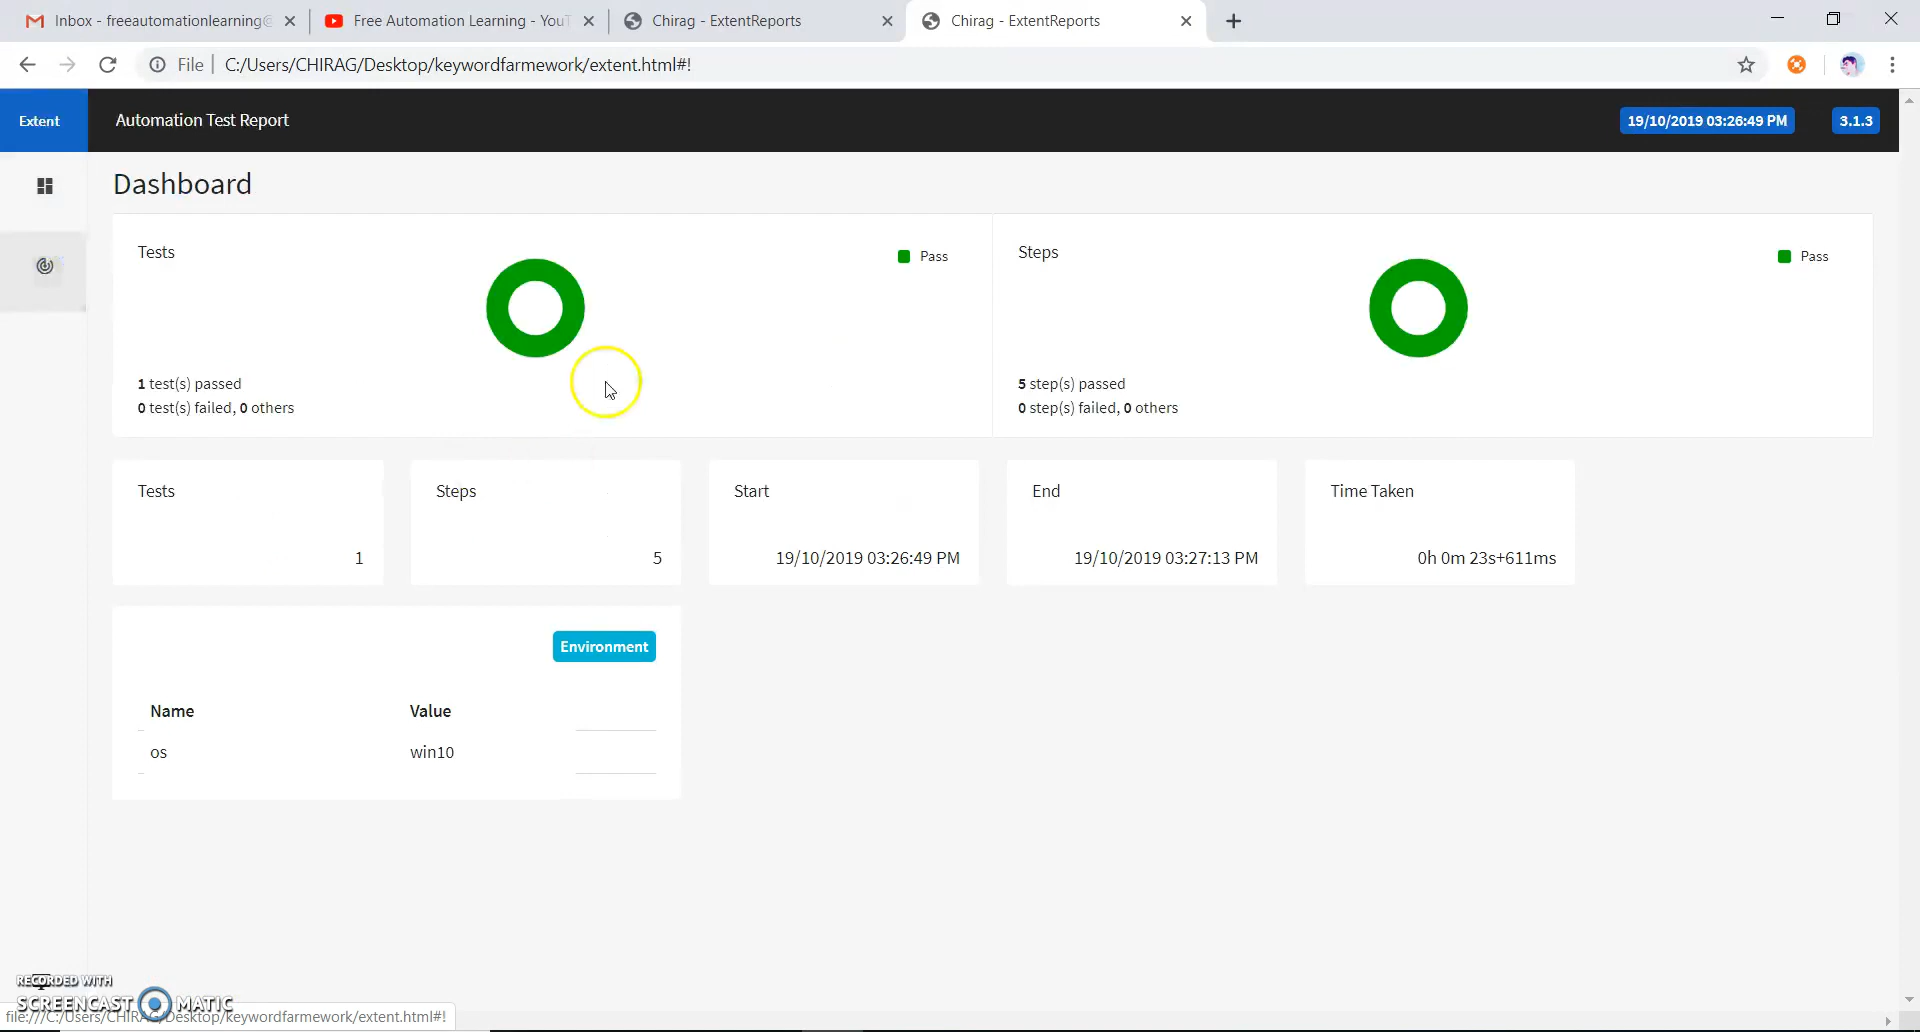 Inbox - freeautomationlearning@
Free Automation Learning - YouT
Chirag - ExtentReports
Chirag - ExtentReports
File
C:/Users/CHIRAG/Desktop/keywordfarmework/extent.html#!
Extent
Automation Test Report
19/10/2019 03:26:49 PM
3.1.3
Dashboard
Tests
Pass
1 test(s) passed
0 test(s) failed, 0 others
Steps
Pass
5 step(s) passed
0 step(s) failed, 0 others
Tests
1
Steps
5
Start
19/10/2019 03:26:49 PM
End
19/10/2019 03:27:13 PM
Time Taken
0h 0m 23s+611ms
Environment
Name Value
os win10
RECORDED WITH
SCREENCAST MATIC
file:///C:/Users/CHIRAG/Desktop/keywordfarmework/extent.html#!